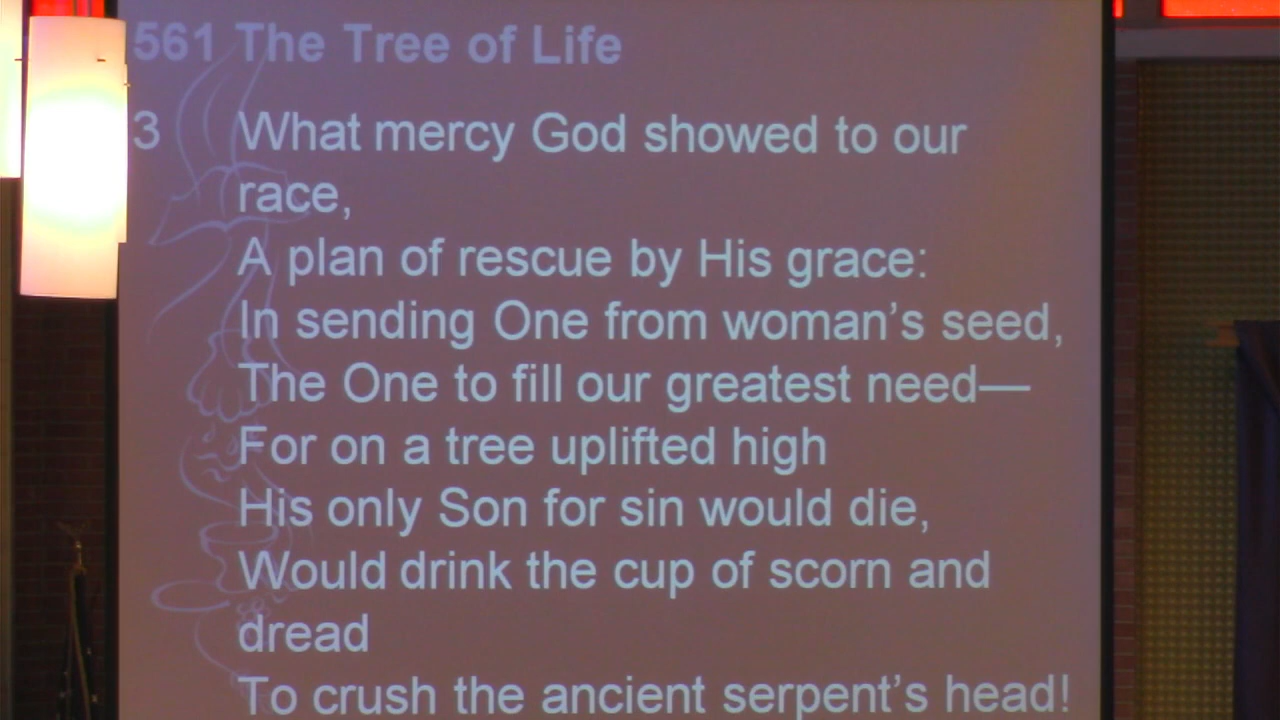 561 The Tree of Life
3 What mercy God showed to our
race,
A plan of rescue by His grace:
In sending One from woman’s seed,
The One to fill our greatest need—
For on a tree uplifted high
His only Son for sin would die,
Would drink the cup of scorn and
dread
To crush the ancient serpent’s head!